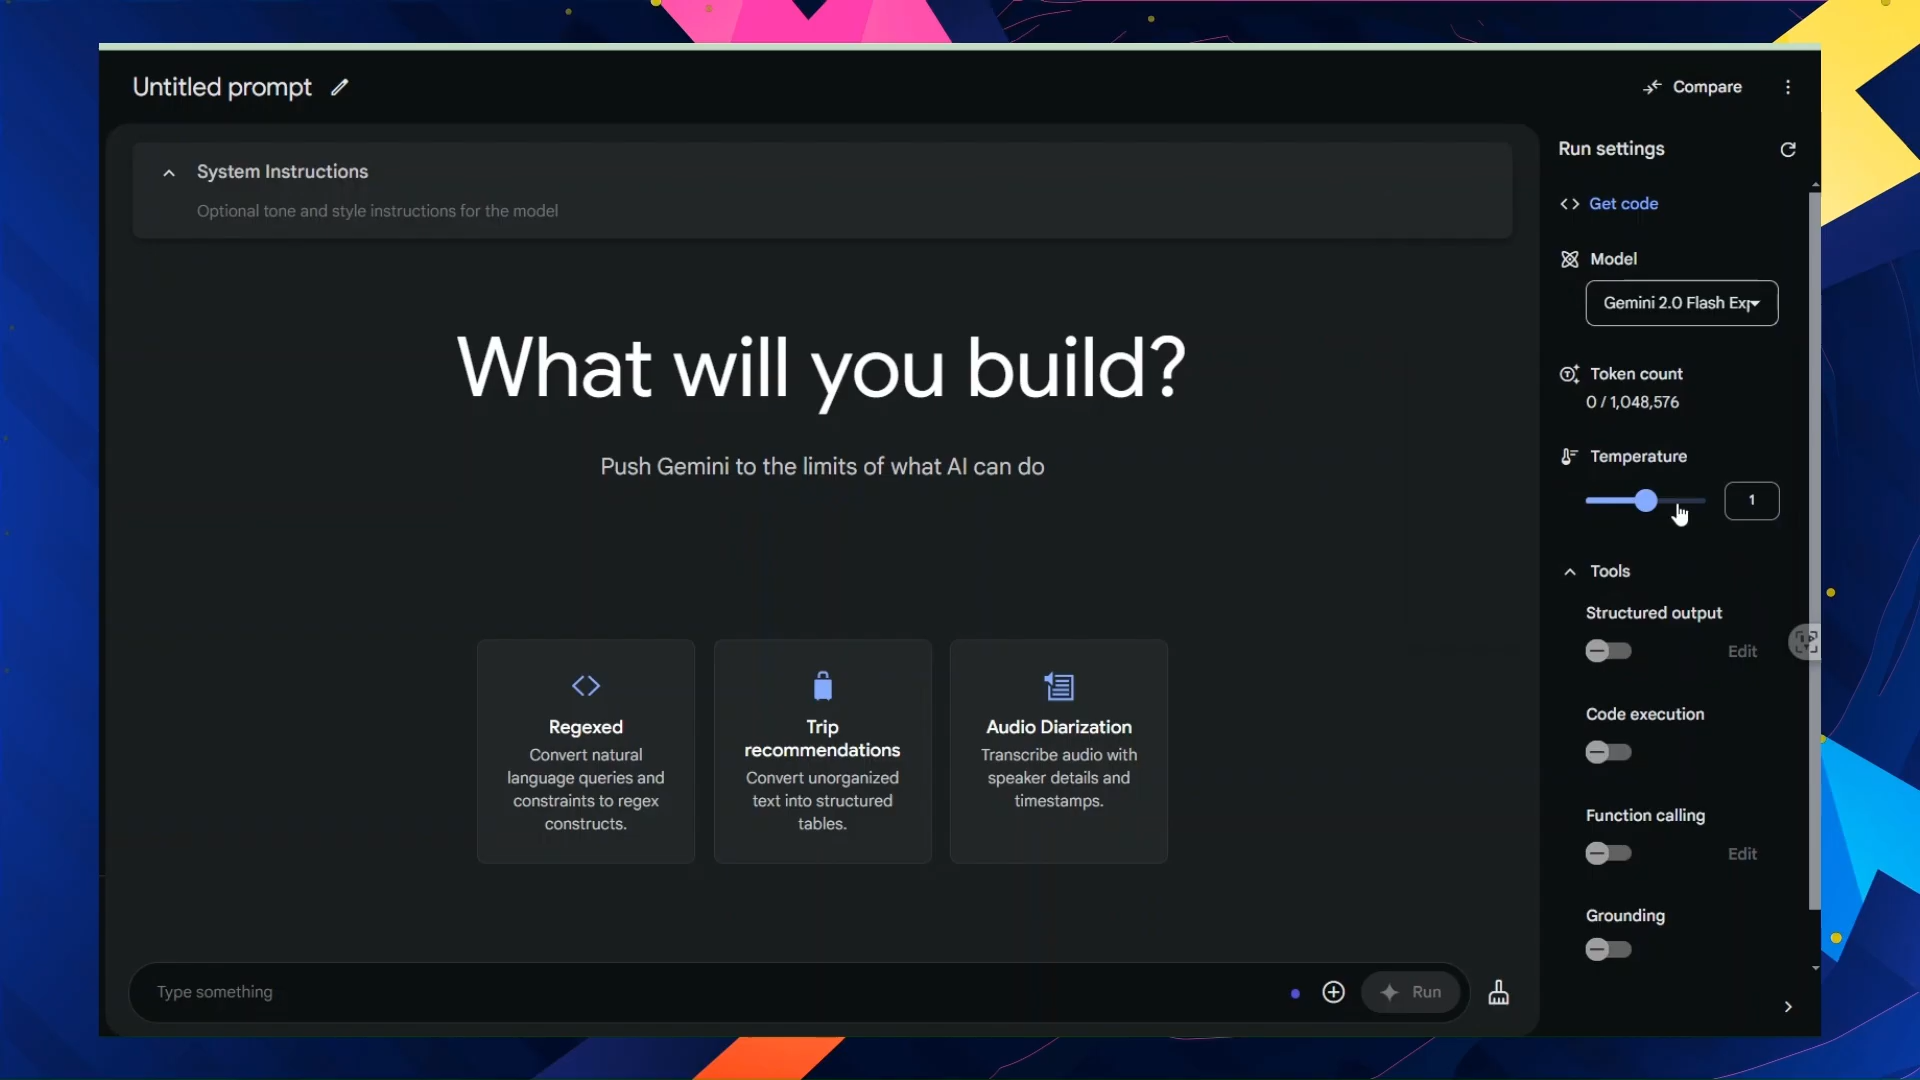 Untitled prompt
Compare
System Instructions
Optional tone and style instructions for the model
What will you build?
Push Gemini to the limits of what AI can do
Regexed
Convert natural
language queries and
constraints to regex
constructs.
Trip
recommendations
Convert unorganized
text into structured
tables.
Audio Diarization
Transcribe audio with
speaker details and
timestamps.
Type something
Run
Run settings
Get code
Model
Gemini 2.0 Flash Exp
Token count
0 / 1,048,576
Temperature
1
Tools
Structured output
Edit
Code execution
Function calling
Edit
Grounding